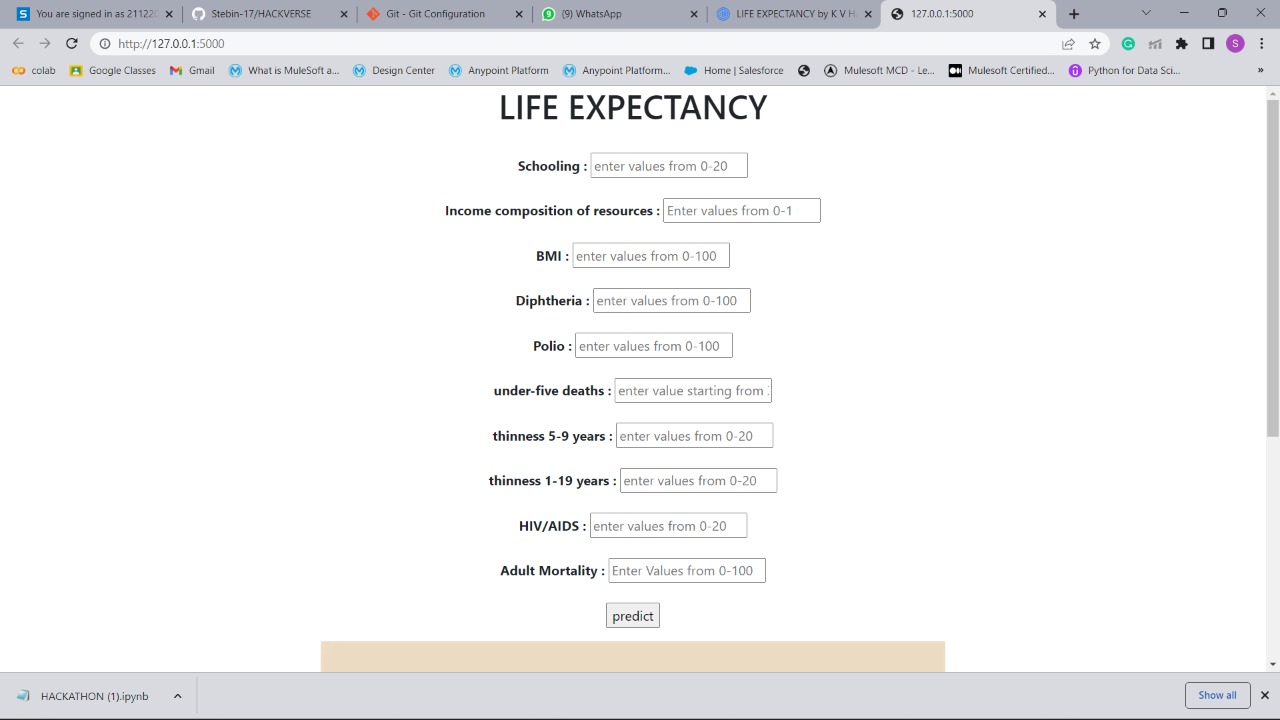 You are signed in as 21122
Stebin-17/HACKVERSE
Git - Git Configuration
(9) WhatsApp
LIFE EXPECTANCY by K V H
127.0.0.1:5000
http://127.0.0.1:5000
S
colab
Google Classes
Gmail
What is MuleSoft a...
Design Center
Anypoint Platform
Anypoint Platform...
Home | Salesforce
Mulesoft MCD - Le...
Mulesoft Certified...
Python for Data Sci...
»
LIFE EXPECTANCY
Schooling : enter values from 0-20
Income composition of resources : Enter values from 0-1
BMI : enter values from 0-100
Diphtheria : enter values from 0-100
Polio : enter values from 0-100
under-five deaths : enter value starting from
thinness 5-9 years : enter values from 0-20
thinness 1-19 years : enter values from 0-20
HIV/AIDS : enter values from 0-20
Adult Mortality : Enter Values from 0-100
predict
HACKATHON (1).ipynb
Show all